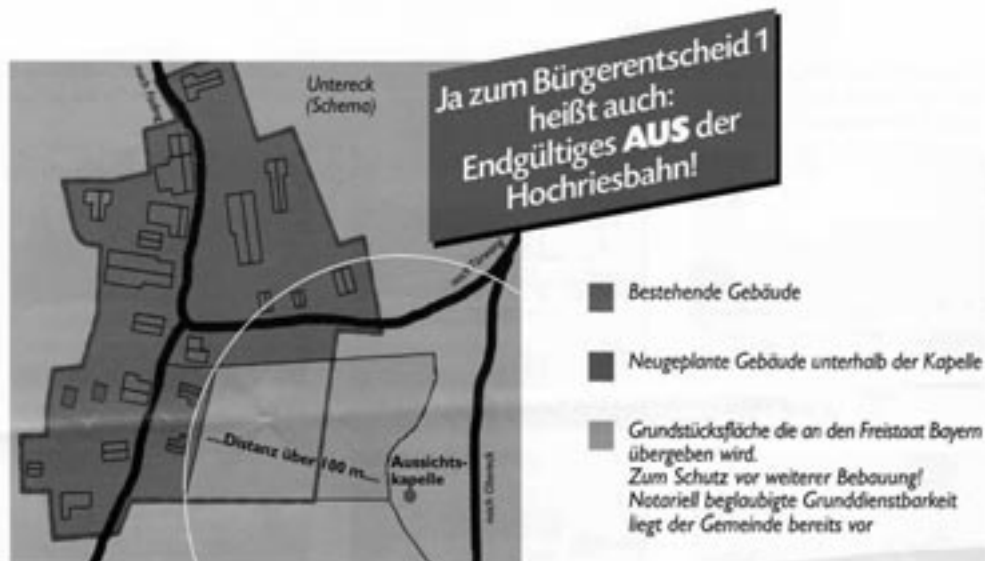 Ja zum Bürgerentscheid 1
heißt auch:
Endgültiges AUS der
Hochriesbahn!
Untereck
(Schema)
Distanz über 100 m
Aussichts-
kapelle
nach Obereck
Bestehende Gebäude
Neugeplante Gebäude unterhalb der Kapelle
Grundstücksfläche die an den Freistaat Bayern
übergeben wird.
Zum Schutz vor weiterer Bebauung!
Notariell beglaubigte Grunddienstbarkeit
liegt der Gemeinde bereits vor